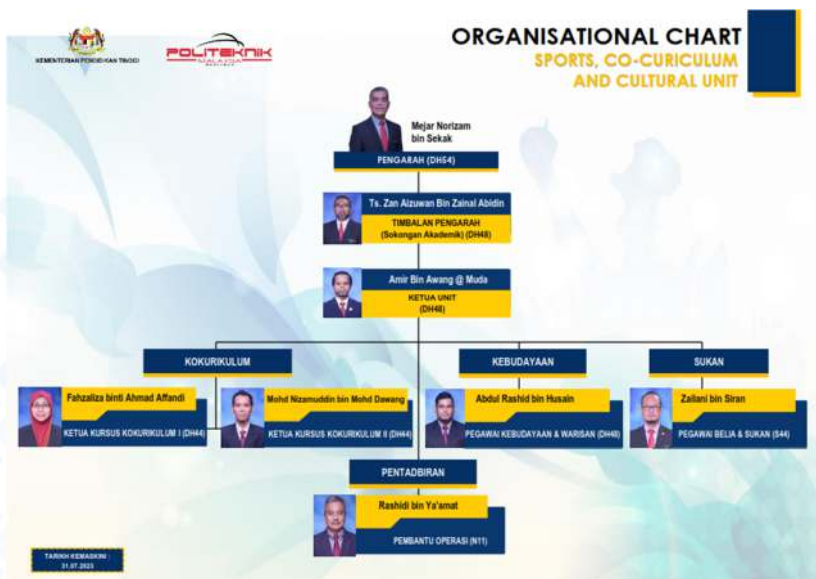 ORGANISATIONAL CHART
SPORTS, CO-CURICULUM
AND CULTURAL UNIT
KEMENTERIAN PENDIDIKAN TINGGI
POLITEKNIK
MALAYSIA
Mejar Norizam
bin Sekak
PENGARAH (DH54)
Ts. Zan Aizuwan Bin Zainal Abidin
TIMBALAN PENGARAH
(Sokongan Akademik) (DH48)
Amir Bin Awang @ Muda
KETUA UNIT
(DH48)
KOKURIKULUM
KEBUDAYAAN
SUKAN
Fahzaliza binti Ahmad Affandi
KETUA KURSUS KOKURIKULUM I (DH44)
Mohd Nizamuddin bin Mohd Dawang
KETUA KURSUS KOKURIKULUM II (DH44)
Abdul Rashid bin Husain
PEGAWAI KEBUDAYAAN & WARISAN (DH48)
Zailani bin Siran
PEGAWAI BELIA & SUKAN (S44)
PENTADBIRAN
Rashidi bin Ya'amat
PEMBANTU OPERASI (N11)
TARIKH KEMASKINI :
31.07.2023